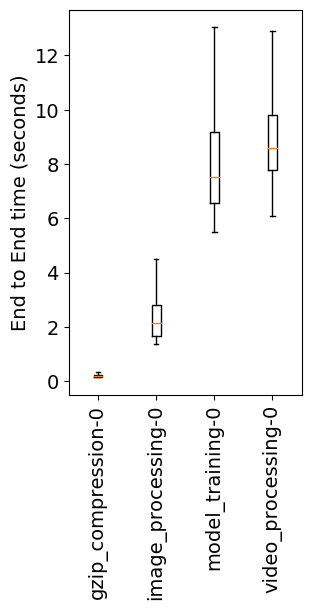 End to End time (seconds)
12
10
8
6
4
2
0
gzip_compression-0
image_processing-0
model_training-0
video_processing-0